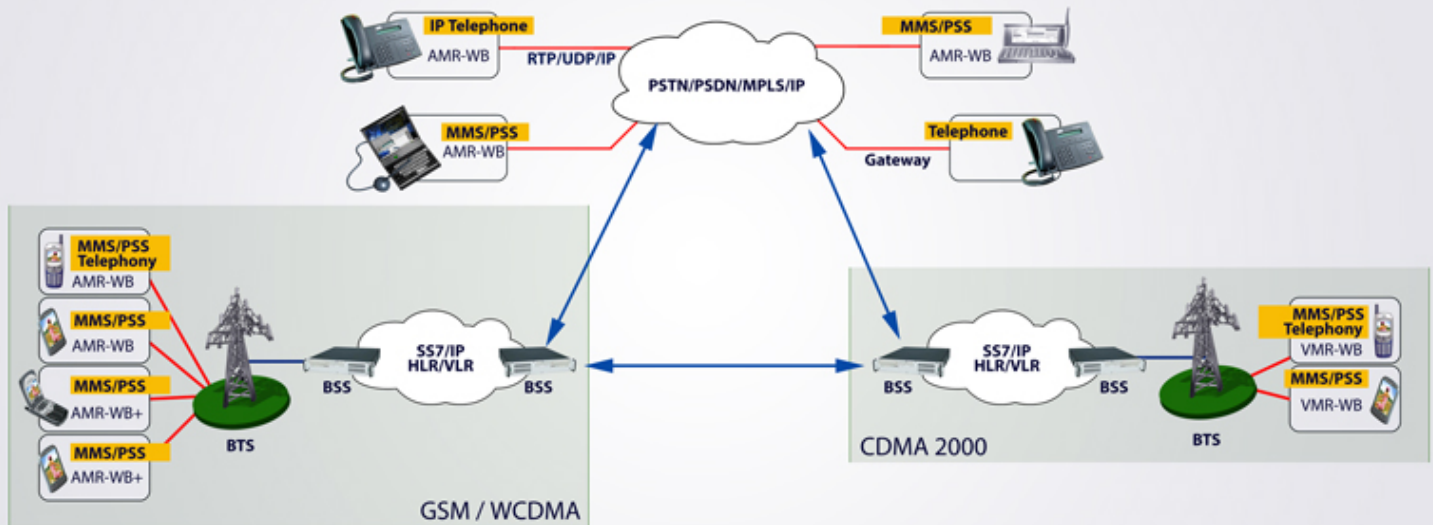 IP Telephone
AMR-WB
RTP/UDP/IP
PSTN/PSDN/MPLS/IP
MMS/PSS
AMR-WB
MMS/PSS
AMR-WB
Telephone
Gateway
MMS/PSS
Telephony
AMR-WB
MMS/PSS
AMR-WB
MMS/PSS
AMR-WB+
MMS/PSS
AMR-WB+
BTS
BSS
SS7/IP
HLR/VLR
BSS
GSM / WCDMA
BSS
SS7/IP
HLR/VLR
BSS
BTS
MMS/PSS
Telephony
VMR-WB
MMS/PSS
VMR-WB
CDMA 2000